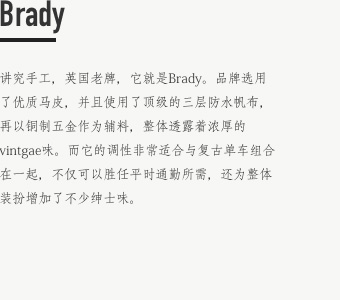 Brady
讲究手工，英国老牌，它就是Brady。品牌选用
了优质马皮，并且使用了顶级的三层防水帆布，
再以铜制五金作为辅料，整体透露着浓厚的
vintgae味。而它的调性非常适合与复古单车组合
在一起，不仅可以胜任平时通勤所需，还为整体
装扮增加了不少绅士味。